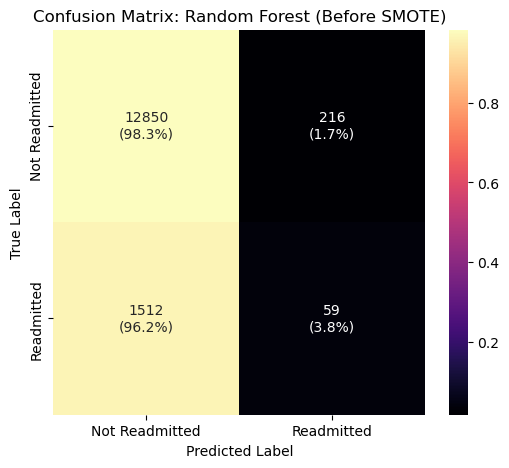 Confusion Matrix: Random Forest (Before SMOTE)
True Label
Not Readmitted
Readmitted
12850
(98.3%)
216
(1.7%)
1512
(96.2%)
59
(3.8%)
Not Readmitted
Readmitted
Predicted Label
0.8
0.6
0.4
0.2